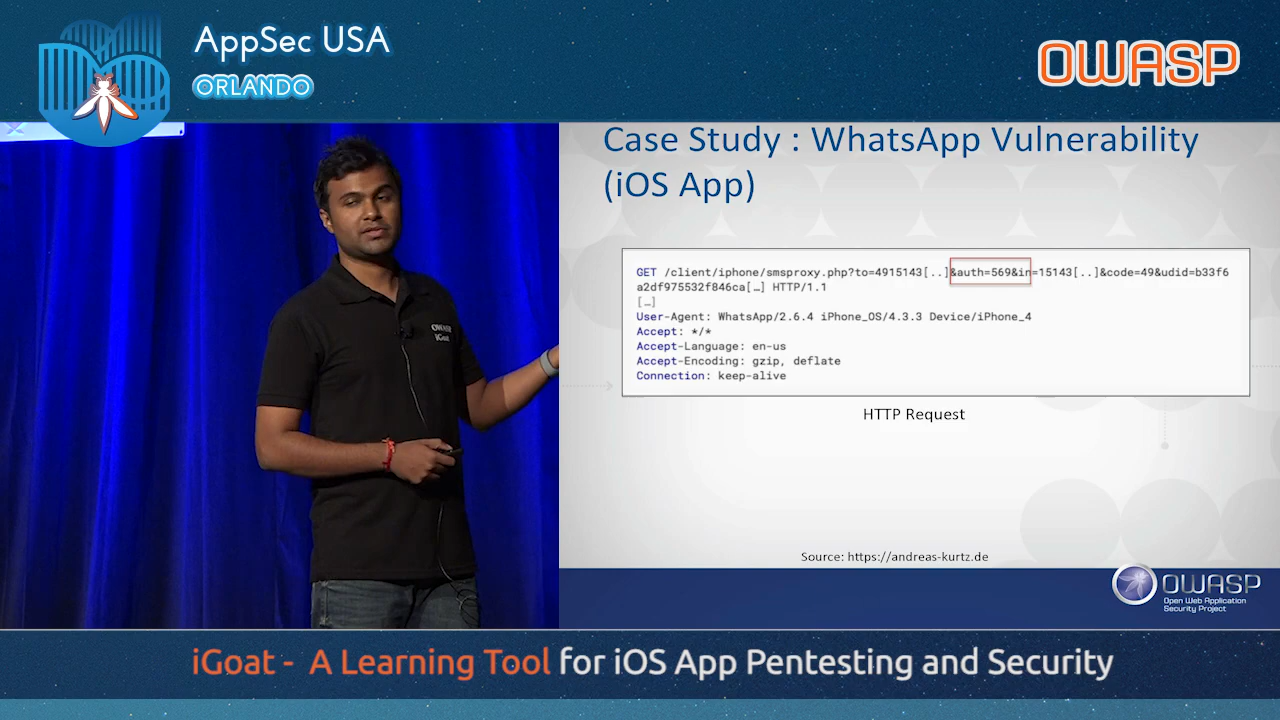 AppSec USA
ORLANDO
OWASP
Case Study : WhatsApp Vulnerability
(iOS App)
GET /client/iphone/smsproxy.php?to=4915143[..]&auth=569&in=15143[..]&code=49&udid=b33f6
a2df975532f846ca[…] HTTP/1.1
[…]
User-Agent: WhatsApp/2.6.4 iPhone_OS/4.3.3 Device/iPhone_4
Accept: */*
Accept-Language: en-us
Accept-Encoding: gzip, deflate
Connection: keep-alive
HTTP Request
OWASP
iGoat
Source: https://andreas-kurtz.de
OWASP
Open Web Application
Security Project
iGoat - A Learning Tool for iOS App Pentesting and Security